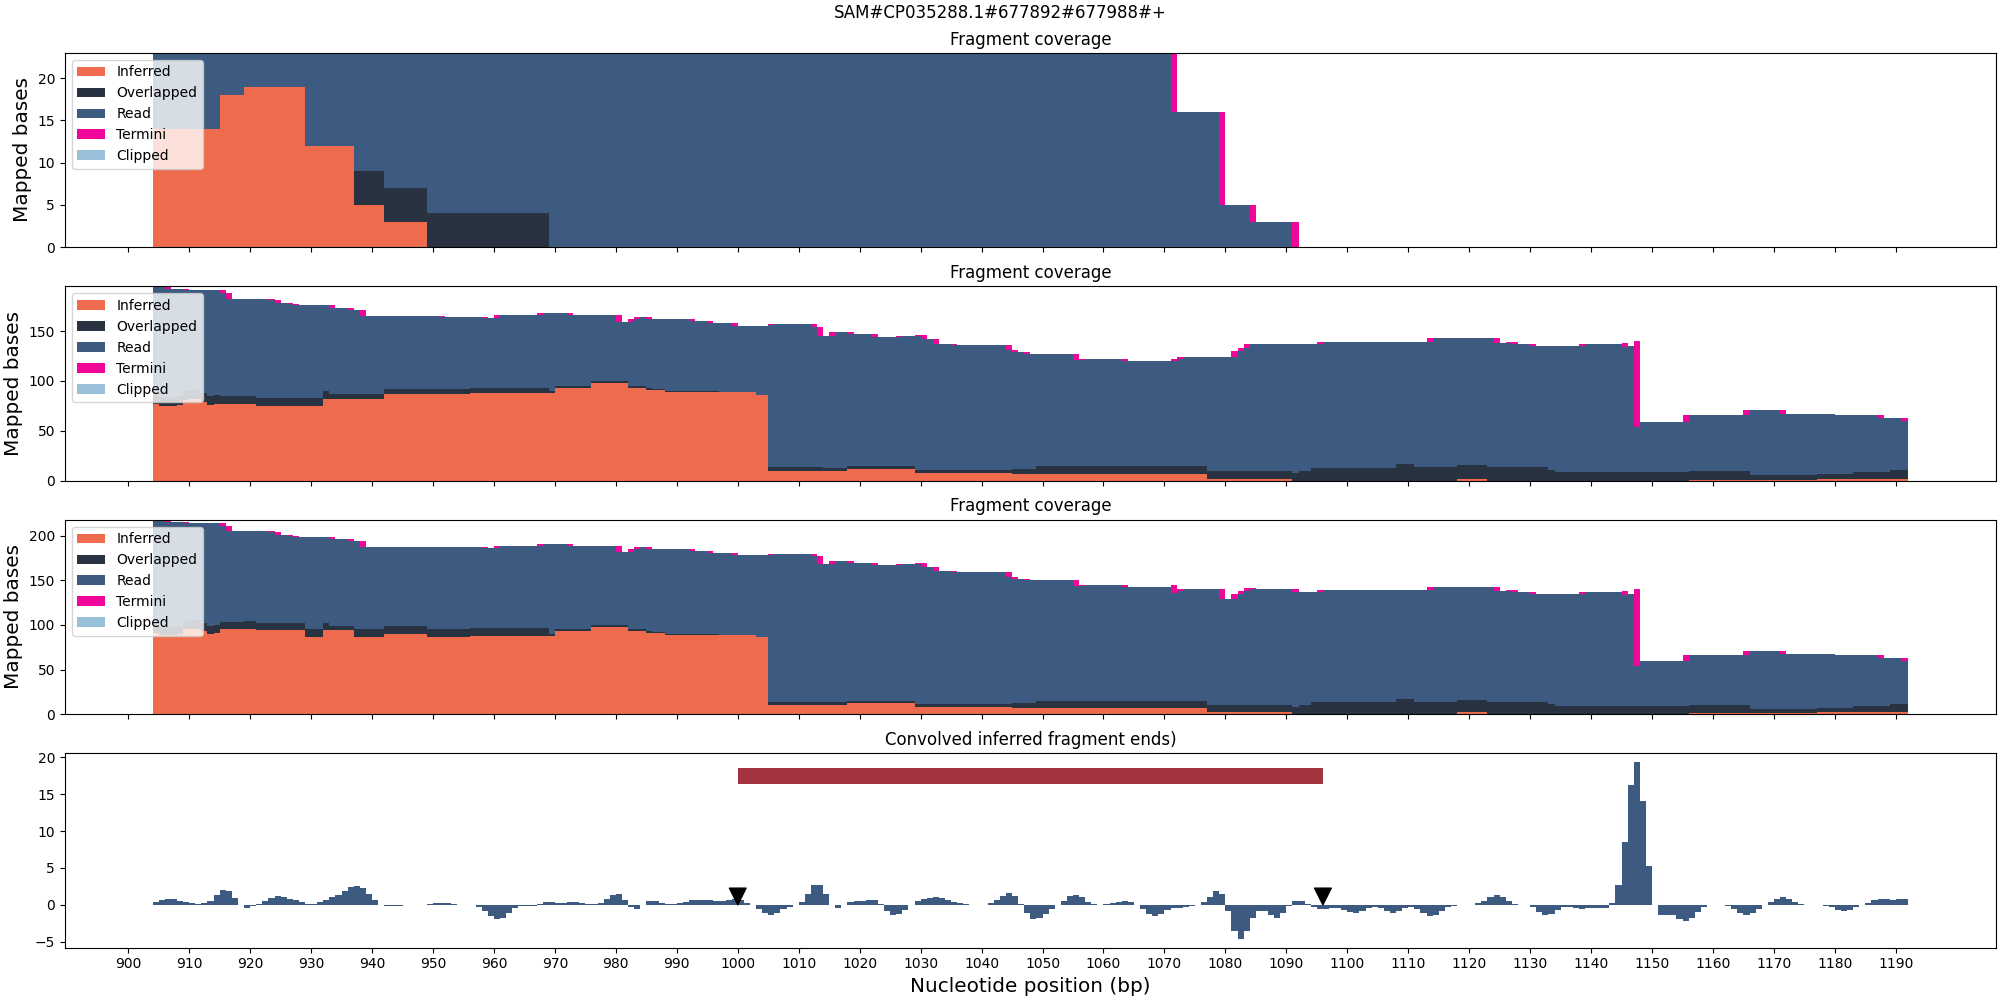 SAM#CP035288.1#677892#677988#+
Fragment coverage
Mapped bases
20
15
10
5
0
Inferred
Overlapped
Read
Termini
Clipped
Fragment coverage
Mapped bases
150
100
50
0
Inferred
Overlapped
Read
Termini
Clipped
Fragment coverage
Mapped bases
200
150
100
50
0
Inferred
Overlapped
Read
Termini
Clipped
Convolved inferred fragment ends)
20
15
10
5
0
−5
900 910 920 930 940 950 960 970 980 990 1000 1010 1020 1030 1040 1050 1060 1070 1080 1090 1100 1110 1120 1130 1140 1150 1160 1170 1180 1190
Nucleotide position (bp)